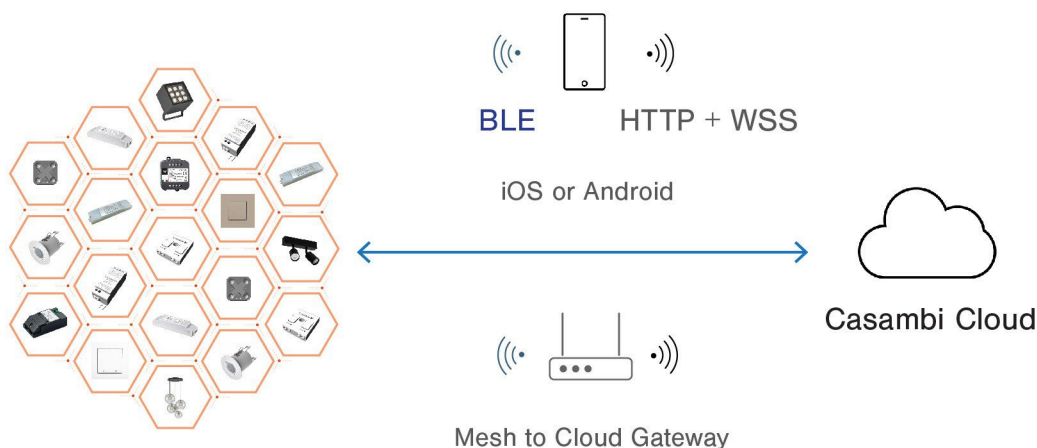 BLE
HTTP + WSS
iOS or Android
Casambi Cloud
Mesh to Cloud Gateway